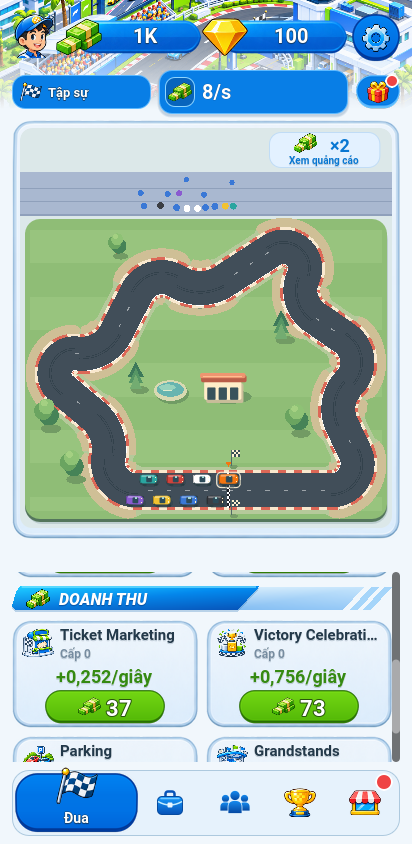 1K
100
Tập sự
8/s
×2
Xem quảng cáo
DOANH THU
Ticket Marketing
Cấp 0
+0,252/giây
37
Victory Celebrati...
Cấp 0
+0,756/giây
73
Parking
Grandstands
Đua